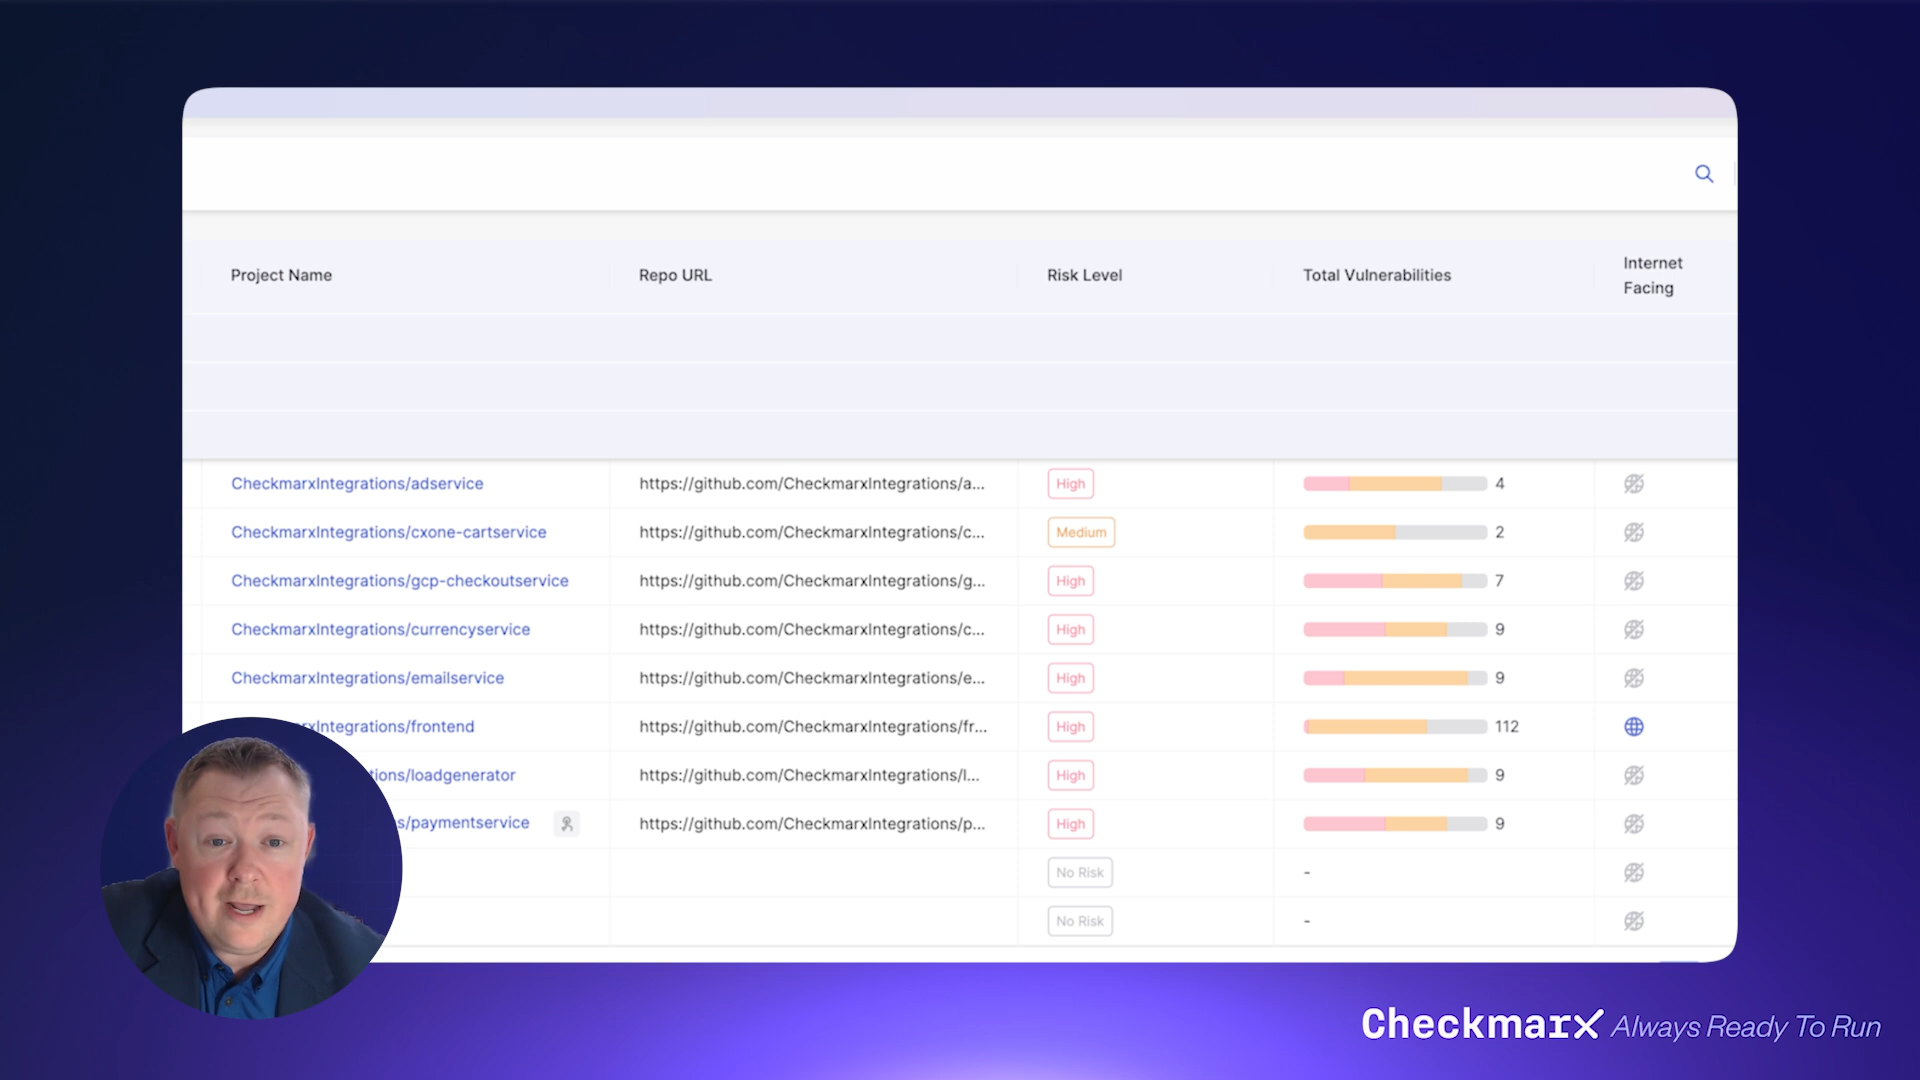 Project Name Repo URL Risk Level Total Vulnerabilities Internet Facing
CheckmarxIntegrations/adservice https://github.com/CheckmarxIntegrations/a... High 4
CheckmarxIntegrations/cxone-cartservice https://github.com/CheckmarxIntegrations/c... Medium 2
CheckmarxIntegrations/gcp-checkoutservice https://github.com/CheckmarxIntegrations/g... High 7
CheckmarxIntegrations/currencyservice https://github.com/CheckmarxIntegrations/c... High 9
CheckmarxIntegrations/emailservice https://github.com/CheckmarxIntegrations/e... High 9
rxIntegrations/frontend https://github.com/CheckmarxIntegrations/fr... High 112
tions/loadgenerator https://github.com/CheckmarxIntegrations/l... High 9
s/paymentservice https://github.com/CheckmarxIntegrations/p... High 9
No Risk -
No Risk -
Checkmarx Always Ready To Run